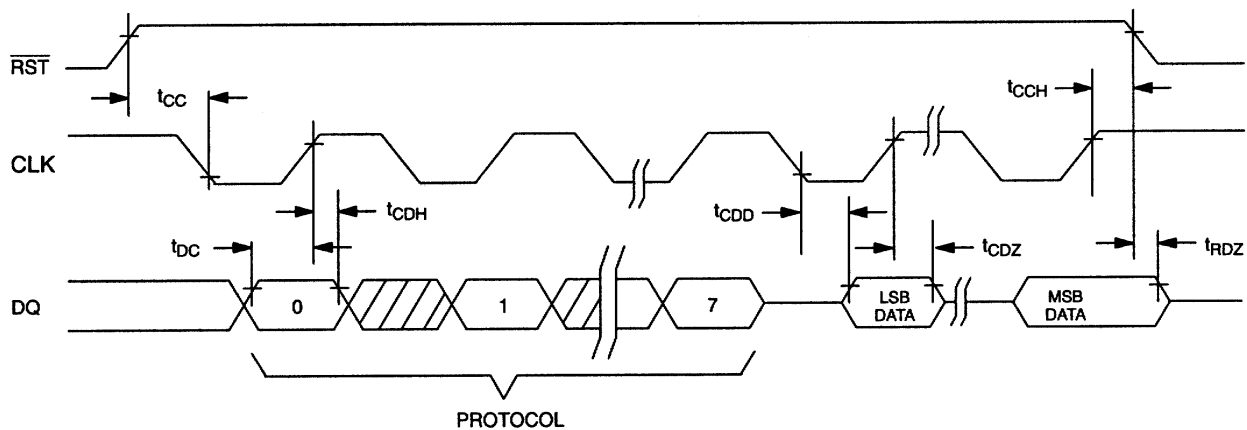 RST
tCC
tCCH
CLK
tCDH
tCDD
tDC
tCDZ
tRDZ
DQ
0
1
7
LSB
DATA
MSB
DATA
PROTOCOL